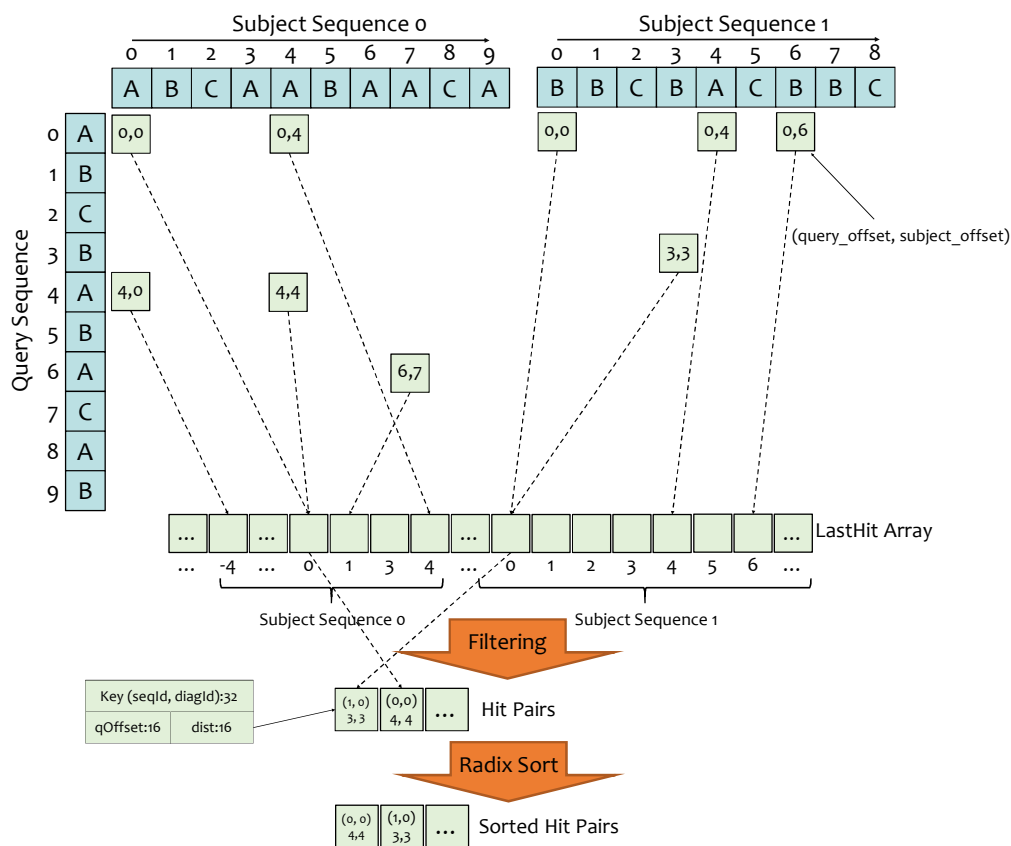 Subject Sequence 0
Subject Sequence 1
0 1 2 3 4 5 6 7 8 9
0 1 2 3 4 5 6 7 8
A B C A A B A A C A
B B C B A C B B C
Query Sequence
0 A
0,0
0,4
0,0
0,4
0,6
1 B
2 C
(query_offset, subject_offset)
3 B
3,3
4 A
4,0
4,4
5 B
6 A
6,7
7 C
8 A
9 B
... ... ... ...
LastHit Array
... -4 ... 0 1 3 4 ... 0 1 2 3 4 5 6 ...
Subject Sequence 0
Subject Sequence 1
Filtering
Key (seqId, diagId):32
qOffset:16
dist:16
(1, 0)
3, 3
(0,0)
4, 4
...
Hit Pairs
Radix Sort
(0, 0)
4,4
(1,0)
3,3
...
Sorted Hit Pairs